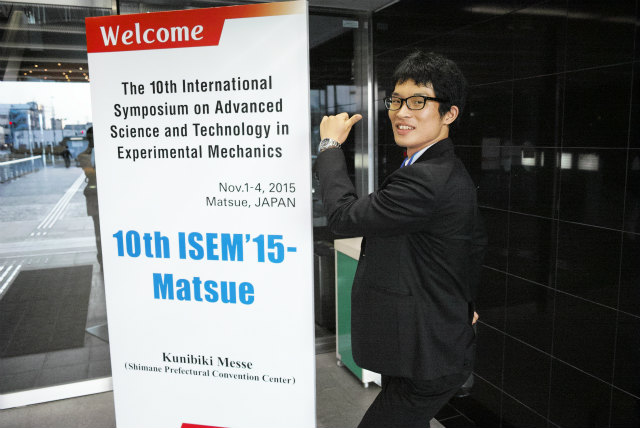 Welcome
The 10th International
Symposium on Advanced
Science and Technology in
Experimental Mechanics
Nov.1-4, 2015
Matsue, JAPAN
10th ISEM'15-
Matsue
Kunibiki Messe
(Shimane Prefectural Convention Center)